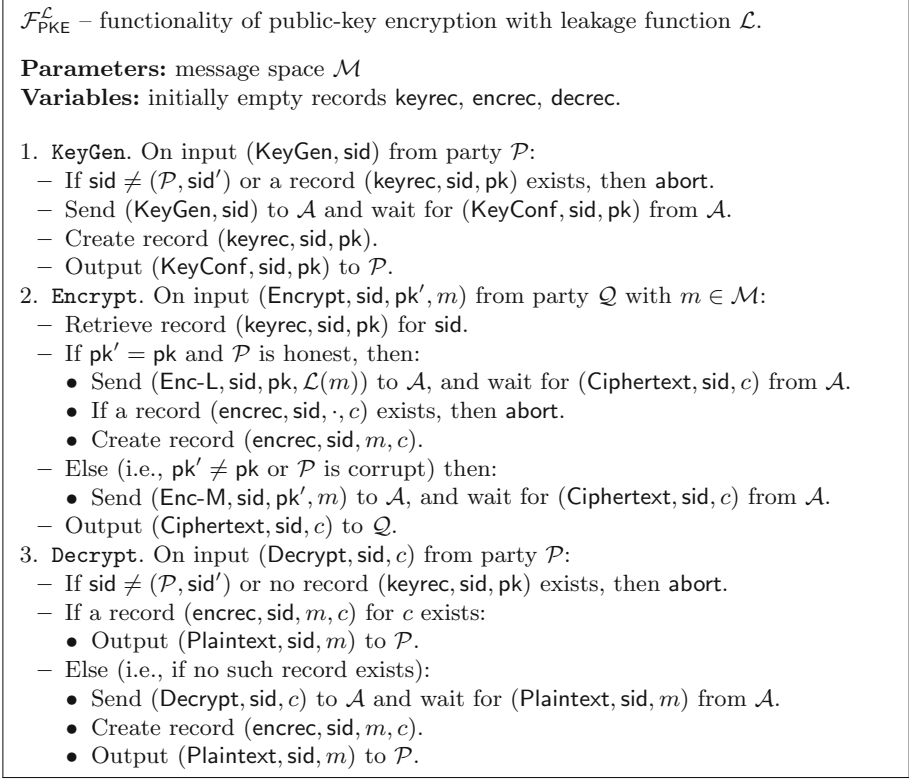 𝓕^𝓛_PKE – functionality of public-key encryption with leakage function 𝓛.
Parameters: message space 𝓜
Variables: initially empty records keyrec, encrec, decrec.
1. KeyGen. On input (KeyGen, sid) from party 𝒫:
– If sid ≠ (𝒫, sid′) or a record (keyrec, sid, pk) exists, then abort.
– Send (KeyGen, sid) to 𝒜 and wait for (KeyConf, sid, pk) from 𝒜.
– Create record (keyrec, sid, pk).
– Output (KeyConf, sid, pk) to 𝒫.
2. Encrypt. On input (Encrypt, sid, pk′, m) from party 𝒬 with m ∈ 𝓜:
– Retrieve record (keyrec, sid, pk) for sid.
– If pk′ = pk and 𝒫 is honest, then:
• Send (Enc-L, sid, pk, 𝓛(m)) to 𝒜, and wait for (Ciphertext, sid, c) from 𝒜.
• If a record (encrec, sid, ·, c) exists, then abort.
• Create record (encrec, sid, m, c).
– Else (i.e., pk′ ≠ pk or 𝒫 is corrupt) then:
• Send (Enc-M, sid, pk′, m) to 𝒜, and wait for (Ciphertext, sid, c) from 𝒜.
– Output (Ciphertext, sid, c) to 𝒬.
3. Decrypt. On input (Decrypt, sid, c) from party 𝒫:
– If sid ≠ (𝒫, sid′) or no record (keyrec, sid, pk) exists, then abort.
– If a record (encrec, sid, m, c) for c exists:
• Output (Plaintext, sid, m) to 𝒫.
– Else (i.e., if no such record exists):
• Send (Decrypt, sid, c) to 𝒜 and wait for (Plaintext, sid, m) from 𝒜.
• Create record (encrec, sid, m, c).
• Output (Plaintext, sid, m) to 𝒫.